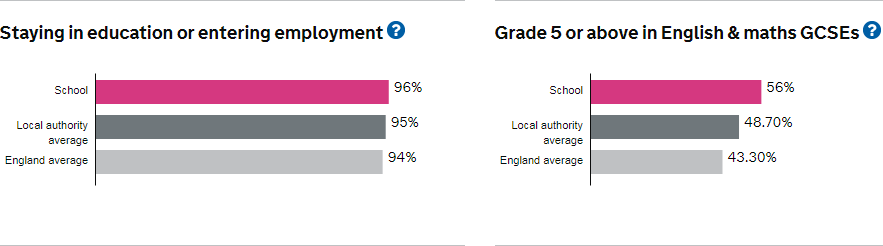 Staying in education or entering employment ?
School 96%
Local authority average 95%
England average 94%
Grade 5 or above in English & maths GCSEs ?
School 56%
Local authority average 48.70%
England average 43.30%